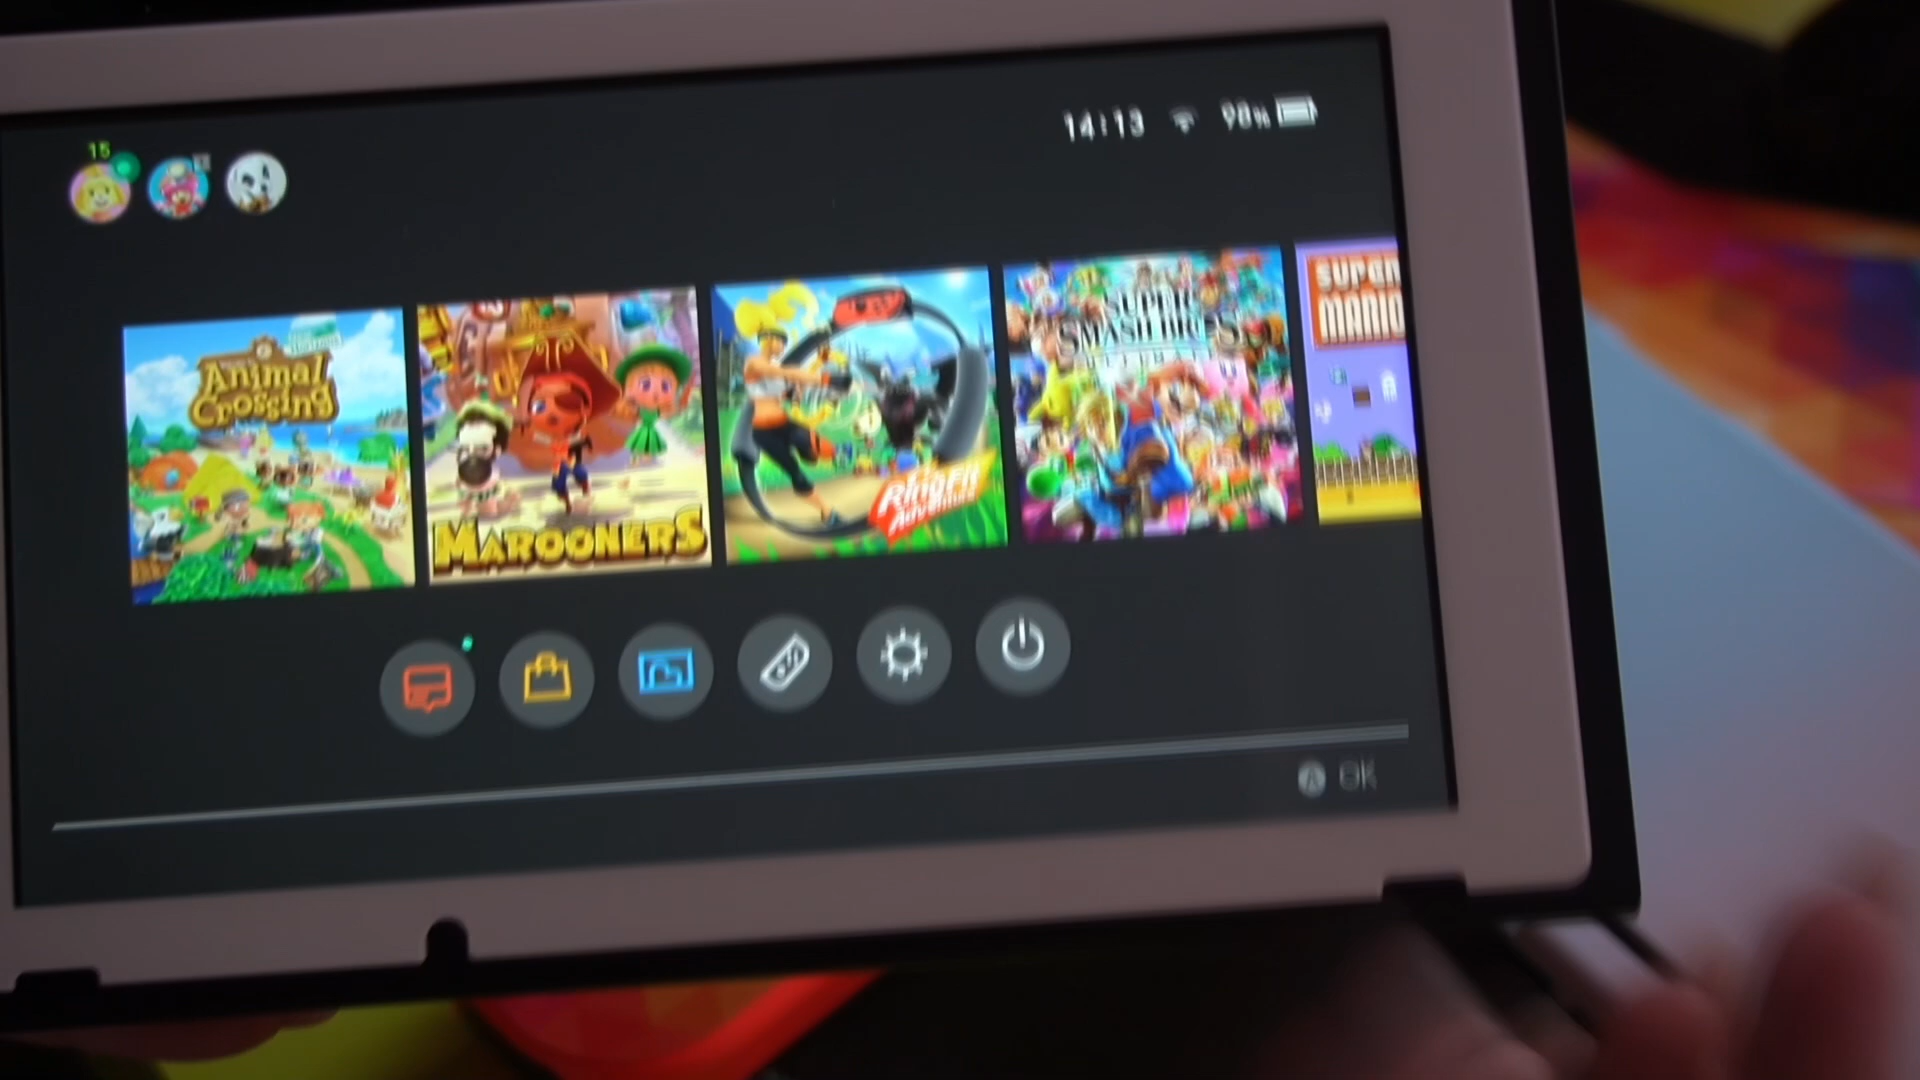 15
14:13
98%
Animal
Crossing
MAROONERS
RingFit
Adventure
SUPER
SMASH BROS
SUPER
MARIO
A OK